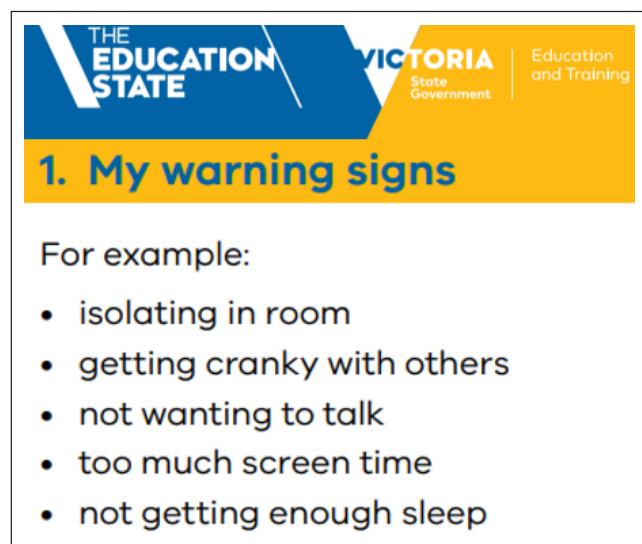 THE
EDUCATION
STATE
VICTORIA
State
Government
Education
and Training
1. My warning signs
For example:
• isolating in room
• getting cranky with others
• not wanting to talk
• too much screen time
• not getting enough sleep